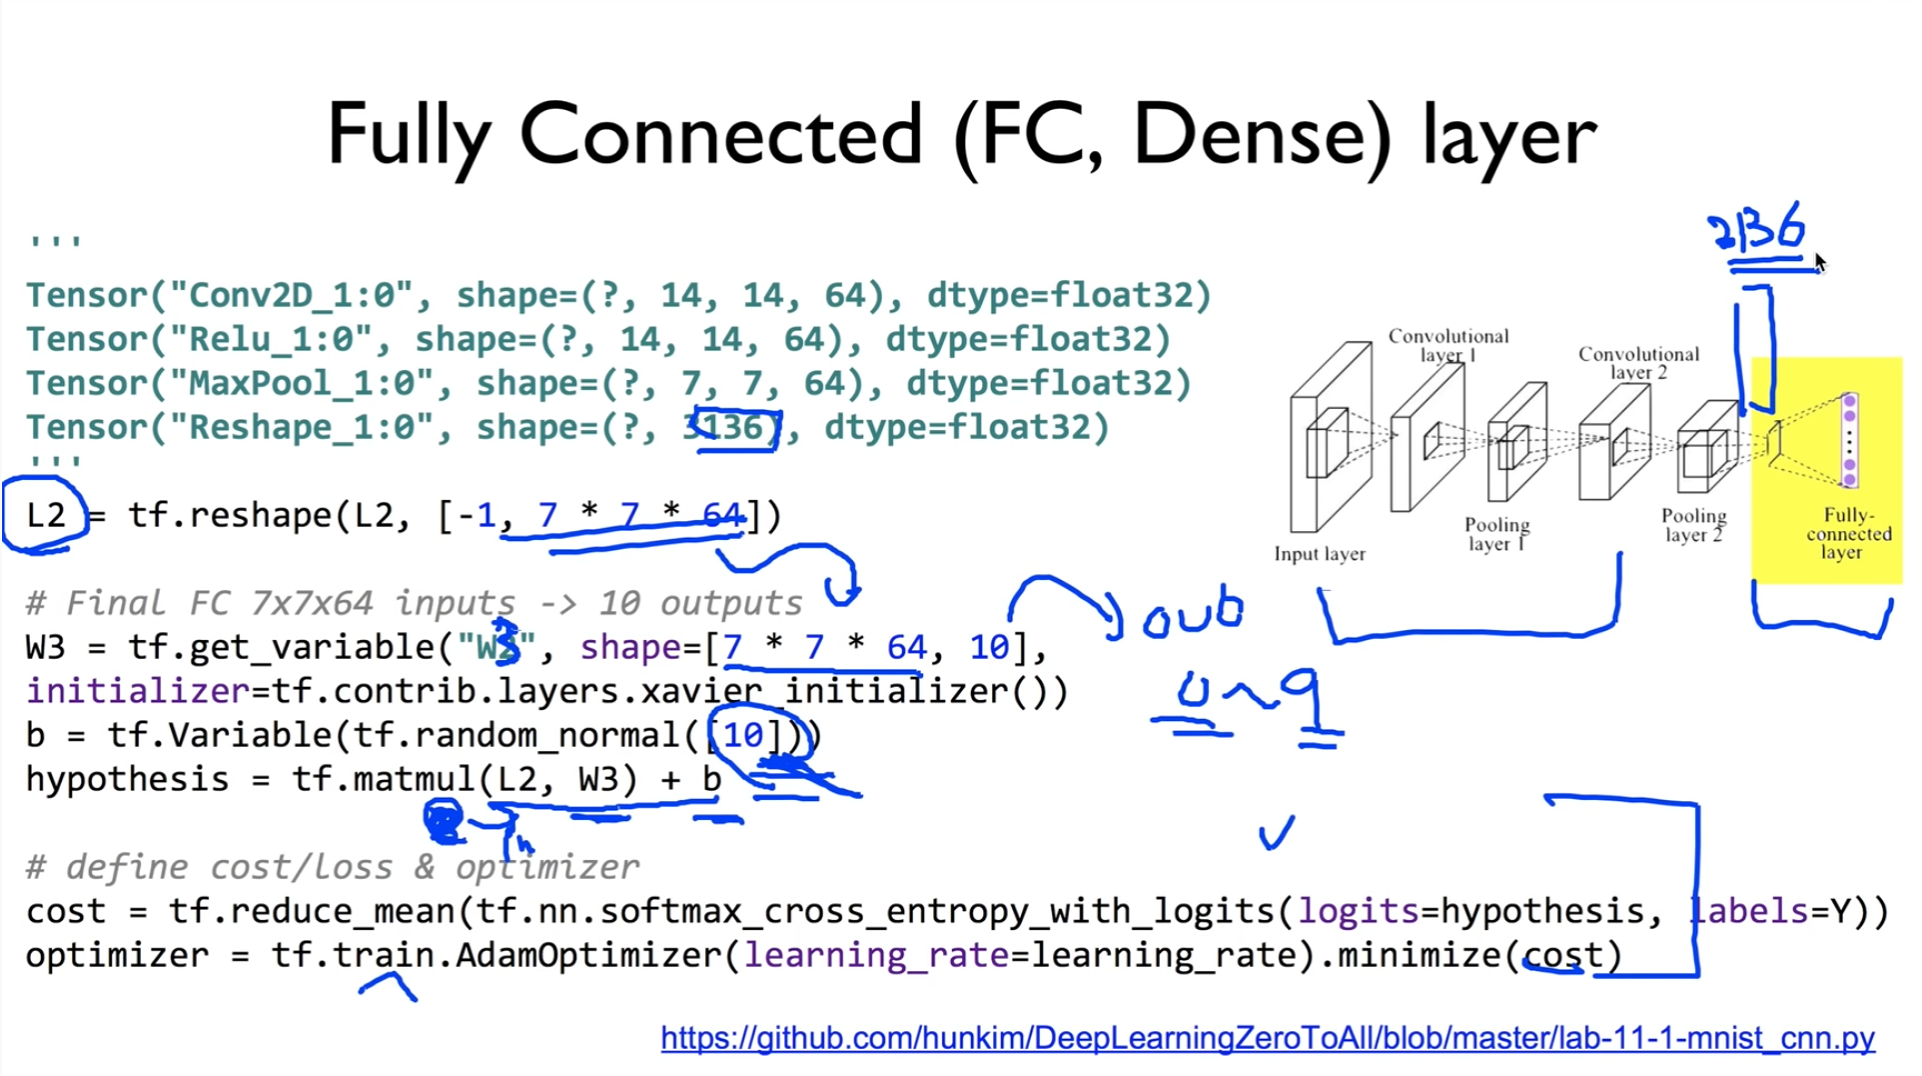 Fully Connected (FC, Dense) layer
'''
Tensor("Conv2D_1:0", shape=(?, 14, 14, 64), dtype=float32)
Tensor("Relu_1:0", shape=(?, 14, 14, 64), dtype=float32)
Tensor("MaxPool_1:0", shape=(?, 7, 7, 64), dtype=float32)
Tensor("Reshape_1:0", shape=(?, 3136), dtype=float32)
'''
L2 = tf.reshape(L2, [-1, 7 * 7 * 64])
# Final FC 7x7x64 inputs -> 10 outputs
W3 = tf.get_variable("W3", shape=[7 * 7 * 64, 10],
initializer=tf.contrib.layers.xavier_initializer())
b = tf.Variable(tf.random_normal([10]))
hypothesis = tf.matmul(L2, W3) + b
# define cost/loss & optimizer
cost = tf.reduce_mean(tf.nn.softmax_cross_entropy_with_logits(logits=hypothesis, labels=Y))
optimizer = tf.train.AdamOptimizer(learning_rate=learning_rate).minimize(cost)
2136
Convolutional
layer 1
Convolutional
layer 2
Input layer
Pooling
layer 1
Pooling
layer 2
Fully-
connected
layer
0~9
https://github.com/hunkim/DeepLearningZeroToAll/blob/master/lab-11-1-mnist_cnn.py